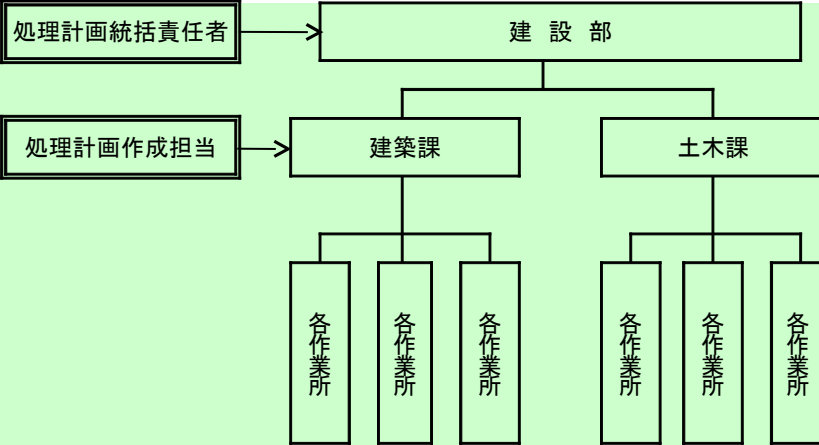 処理計画統括責任者
建 設 部
処理計画作成担当
建築課
土木課
各作業所
各作業所
各作業所
各作業所
各作業所
各作業所